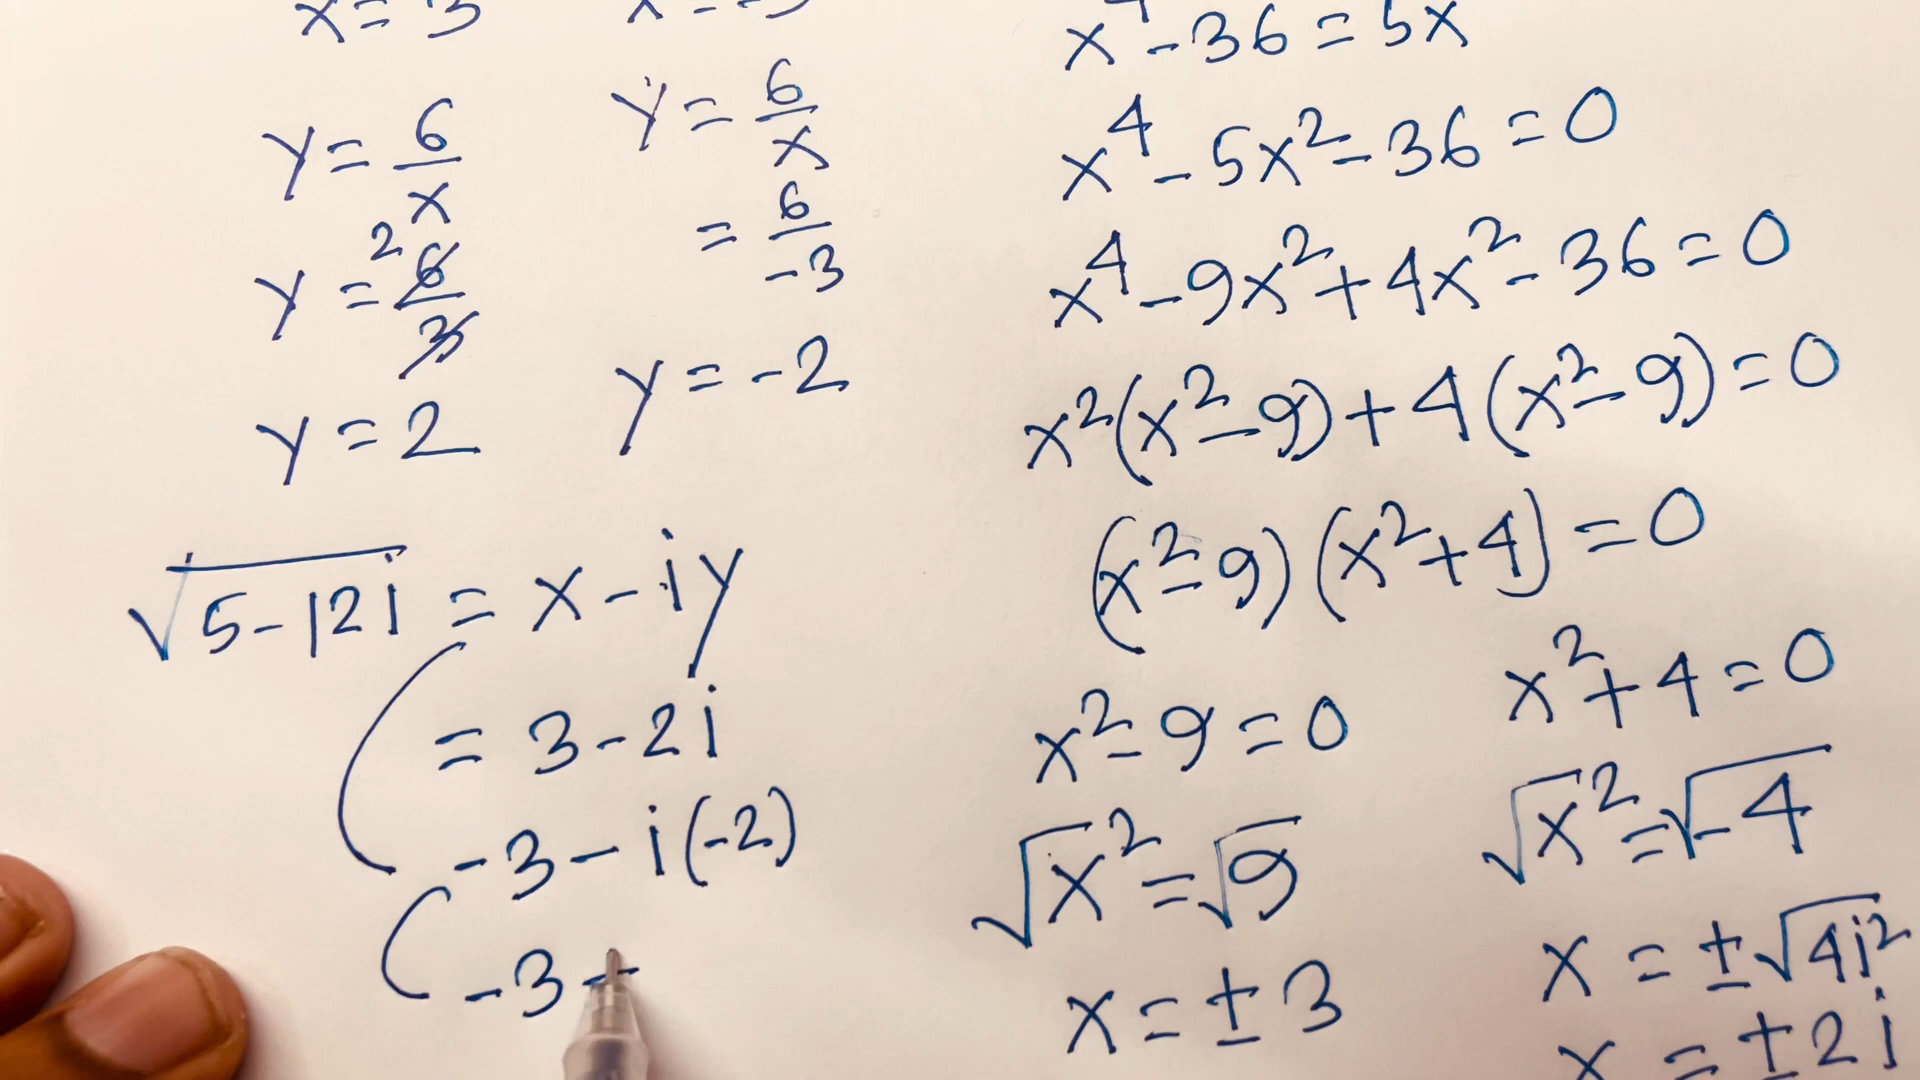 x = 3
x = -3
y = 6/x
y = 6/x
y = 6/3 2
= 6/-3
y = 2
y = -2
√5-12i = x - iy
= 3 - 2i
-3 - i(-2)
-3 +
x⁴ - 36 = 5x
x⁴ - 5x² - 36 = 0
x⁴ - 9x² + 4x² - 36 = 0
x²(x² - 9) + 4(x² - 9) = 0
(x² - 9)(x² + 4) = 0
x² - 9 = 0
x² + 4 = 0
√x² = √9
√x² = √-4
x = ± 3
x = ±√4i²
x = ±2i